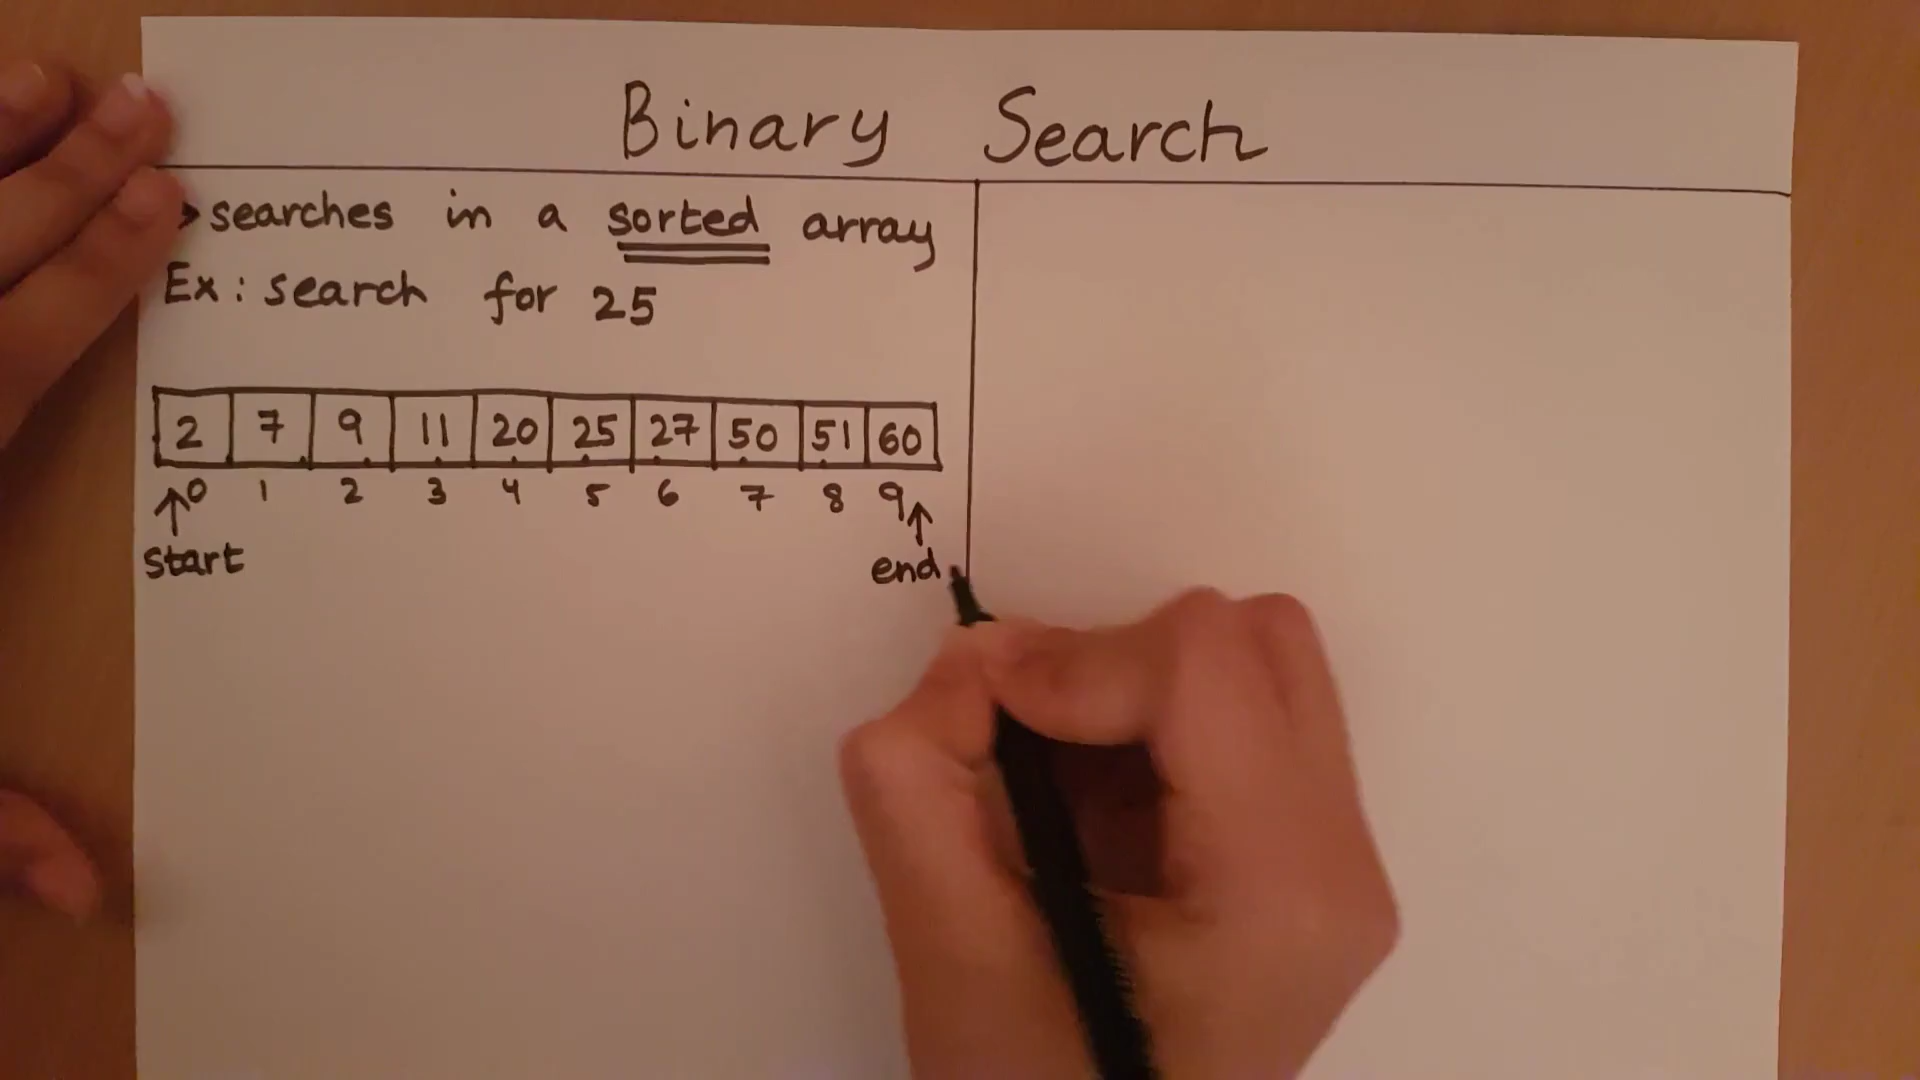 Binary Search
→ searches in a sorted array
Ex: search for 25
2 7 9 11 20 25 27 50 51 60
0 1 2 3 4 5 6 7 8 9
start end